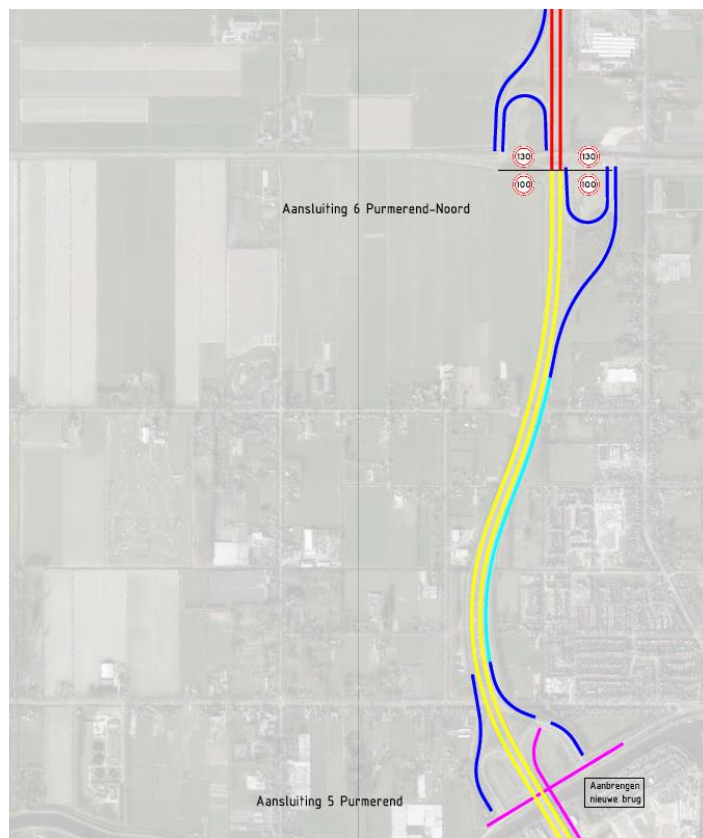 130 130
100 100
Aansluiting 6 Purmerend-Noord
Aanbrengen
nieuwe brug
Aansluiting 5 Purmerend